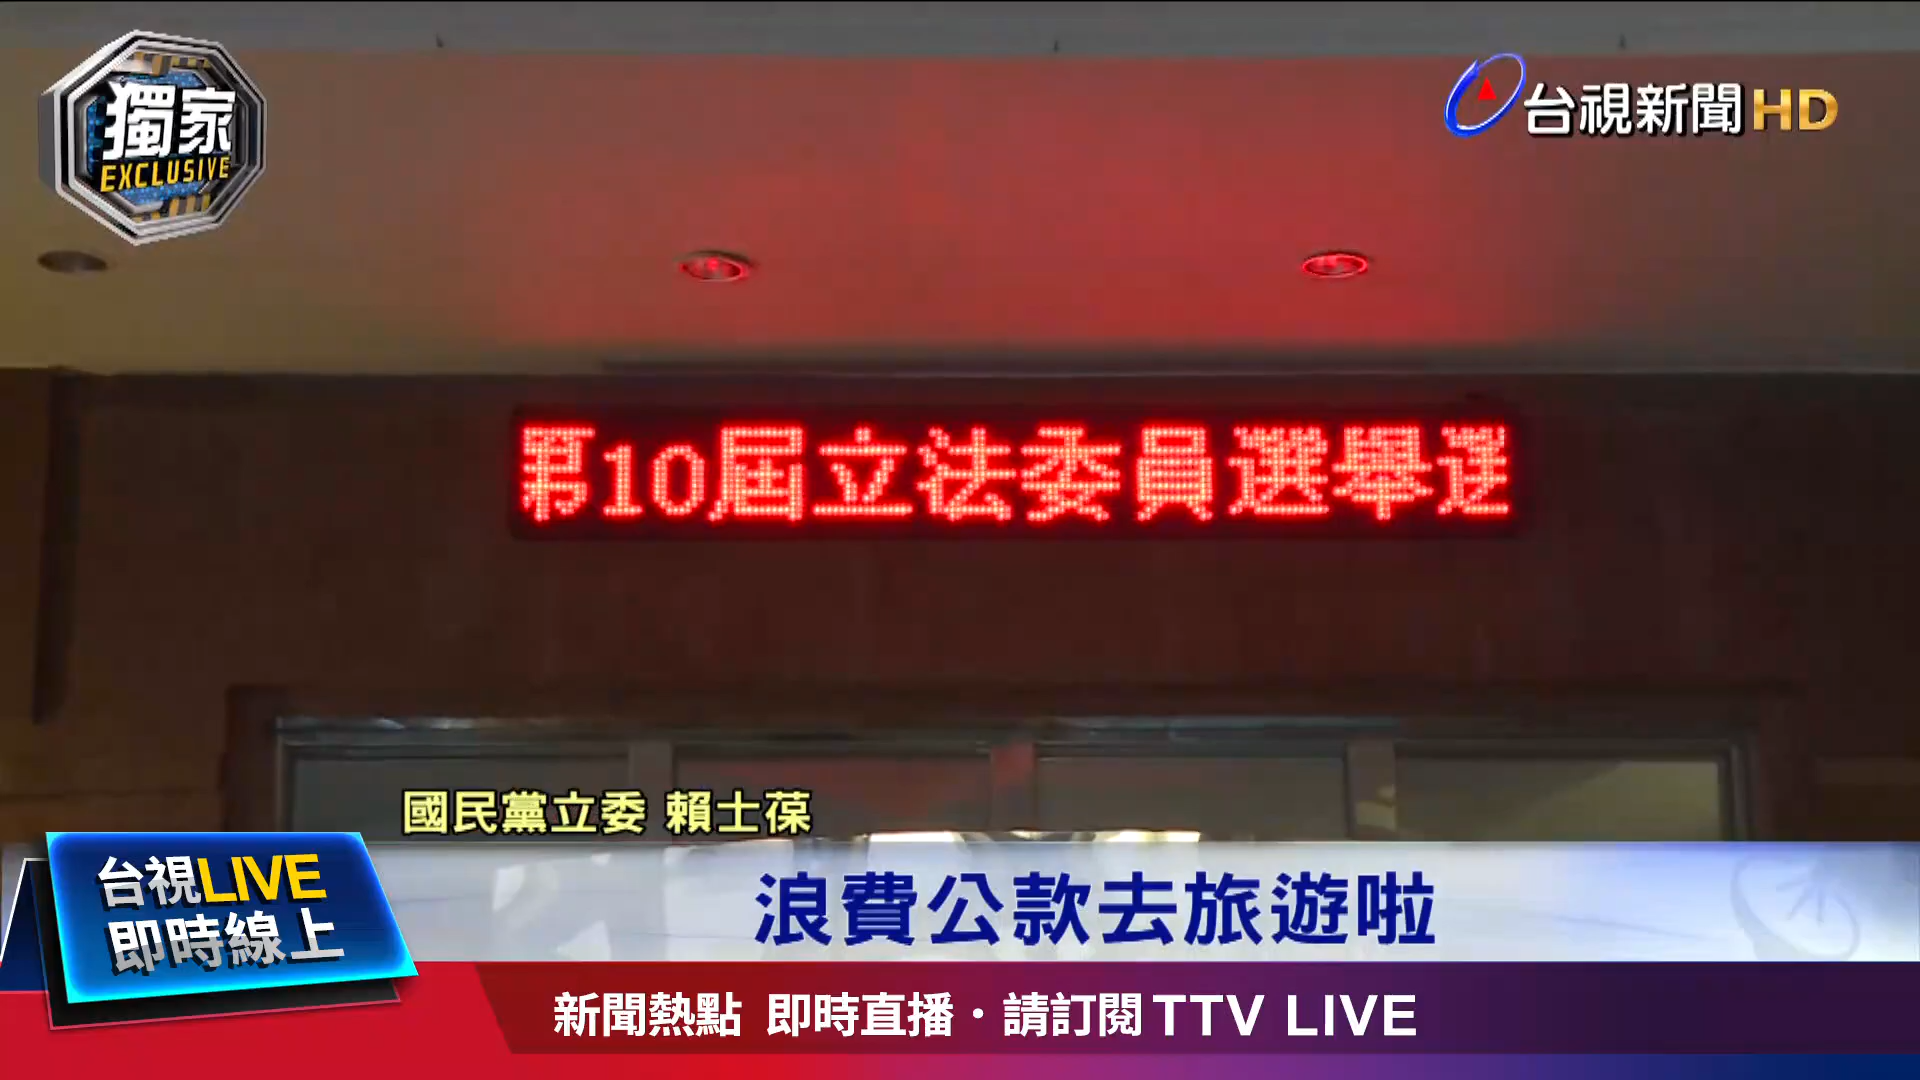 獨家
EXCLUSIVE
台視新聞HD
第10屆立法委員選舉選
國民黨立委 賴士葆
浪費公款去旅遊啦
台視LIVE
即時線上
新聞熱點 即時直播・請訂閱TTV LIVE